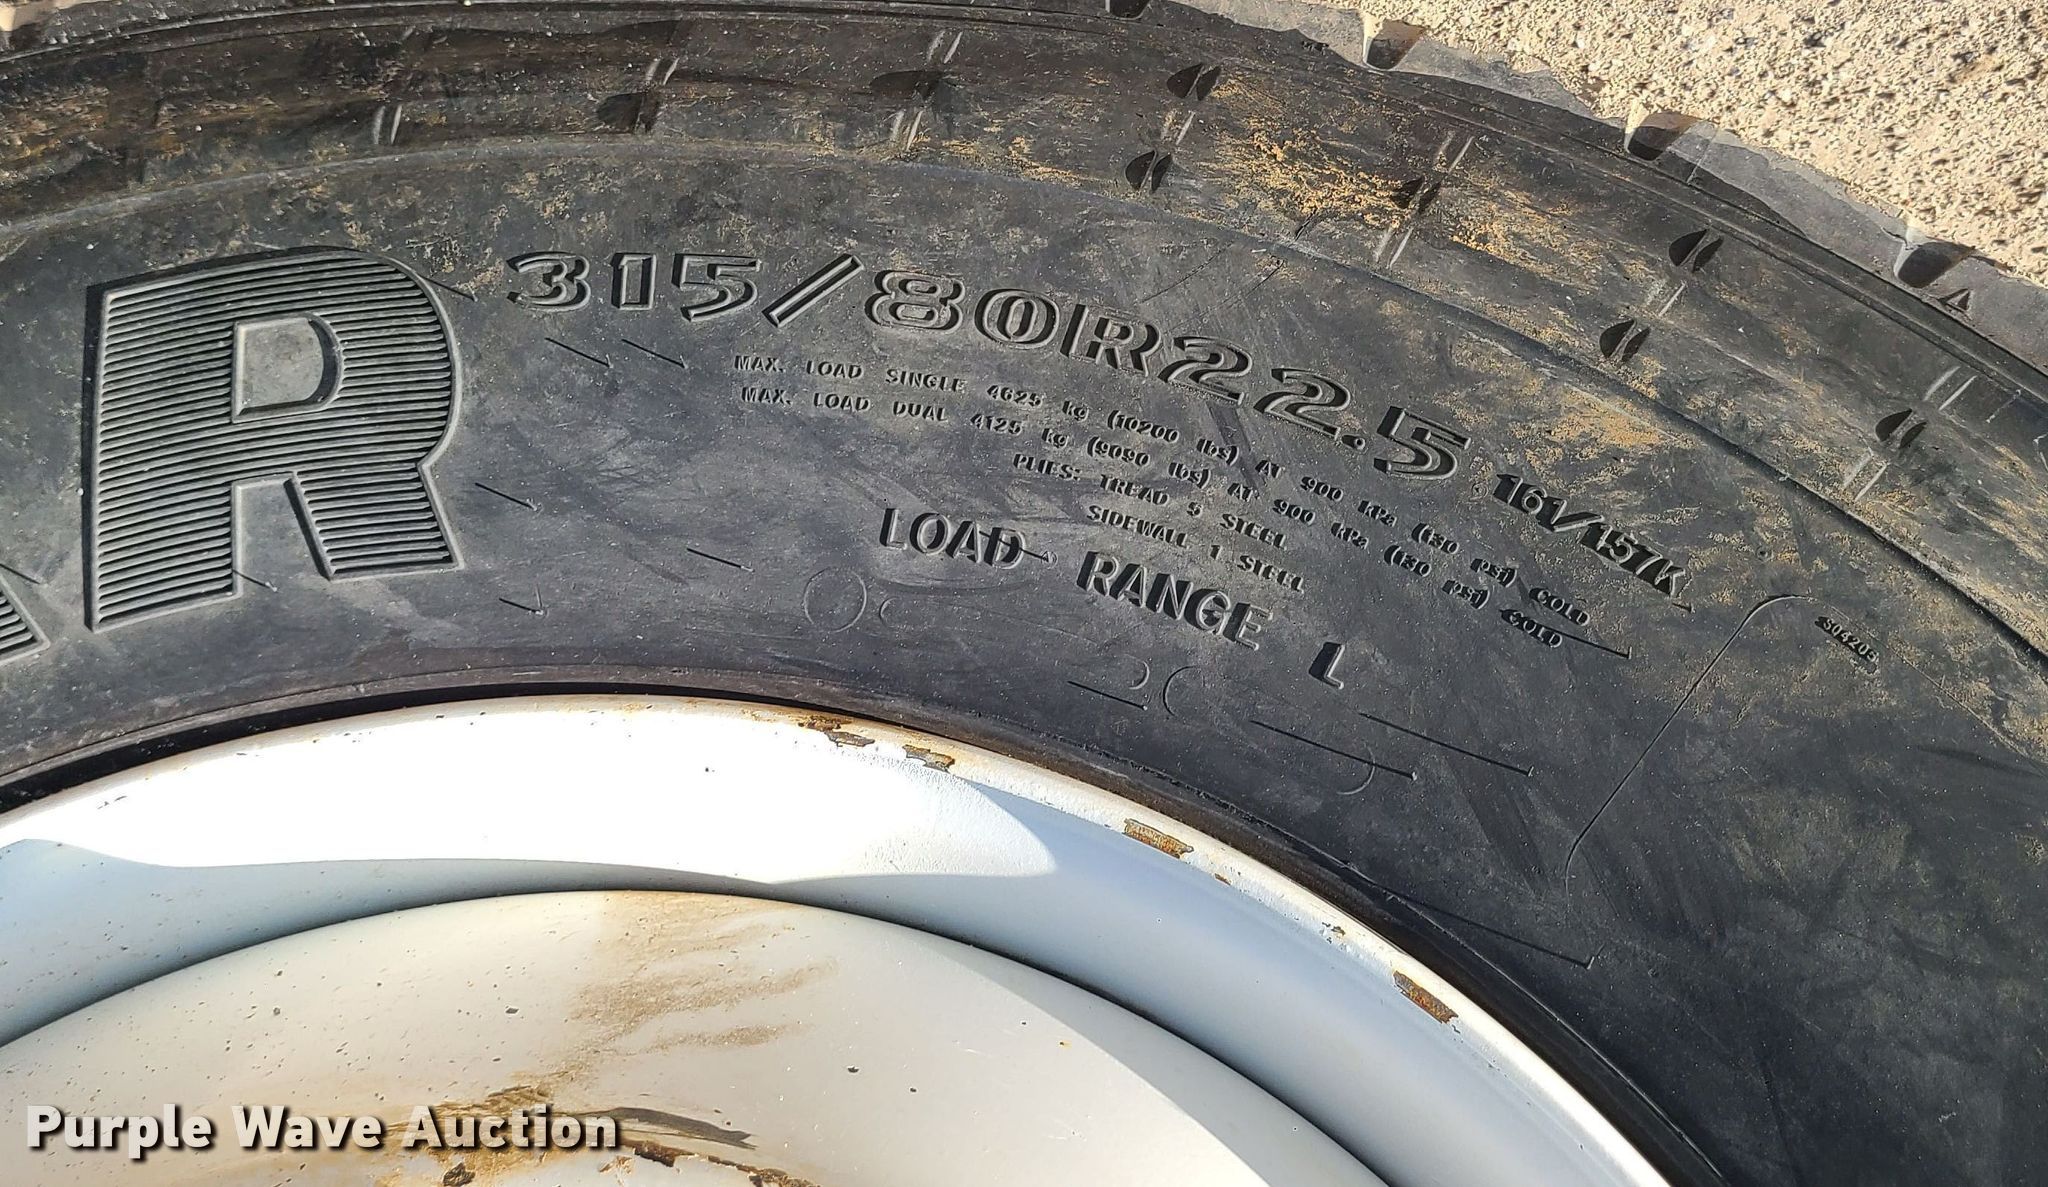 R
315/80R22.5 161/157K
MAX. LOAD SINGLE 4625 kg (10200 lbs) AT 900 kPa (130 psi) COLD
MAX. LOAD DUAL 4125 kg (9090 lbs) AT 900 kPa (130 psi) COLD
PLIES: TREAD 5 STEEL
SIDEWALL 1 STEEL
LOAD RANGE L
Purple Wave Auction